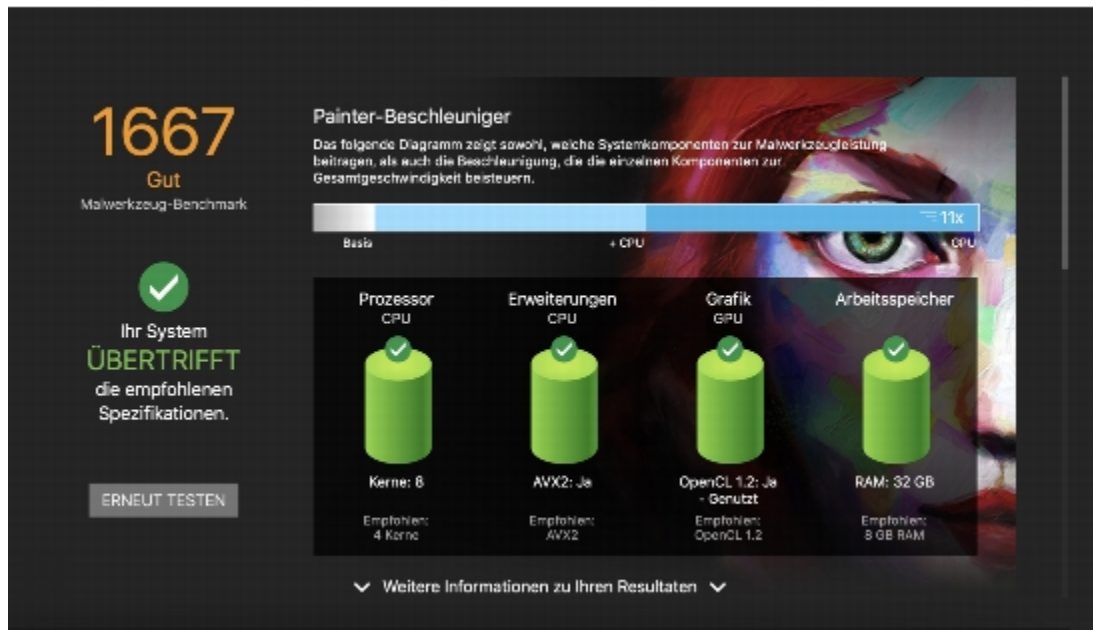 1667
Gut
Malwerkzeug-Benchmark
Ihr System
ÜBERTRIFFT
die empfohlenen
Spezifikationen.
ERNEUT TESTEN
Painter-Beschleuniger
Das folgende Diagramm zeigt sowohl, welche Systemkomponenten zur Malwerkzeugleistung
beitragen, als auch die Beschleunigung, die die einzelnen Komponenten zur
Gesamtgeschwindigkeit beisteuern.
11x
Basis + CPU + GPU
Prozessor Erweiterungen Grafik Arbeitsspeicher
CPU CPU GPU
Kerne: 8 AVX2: Ja OpenCL 1.2: Ja RAM: 32 GB
- Genutzt
Empfohlen: Empfohlen: Empfohlen: Empfohlen:
4 Kerne AVX2 OpenCL 1.2 8 GB RAM
Weitere Informationen zu Ihren Resultaten